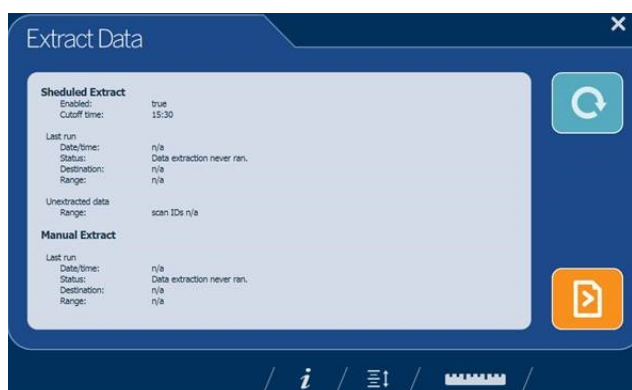 Extract Data
Sheduled Extract
Enabled: true
Cutoff time: 15:30
Last run
Date/time: n/a
Status: Data extraction never ran.
Destination: n/a
Range: n/a
Unextracted data
Range: scan IDs n/a
Manual Extract
Last run
Date/time: n/a
Status: Data extraction never ran.
Destination: n/a
Range: n/a